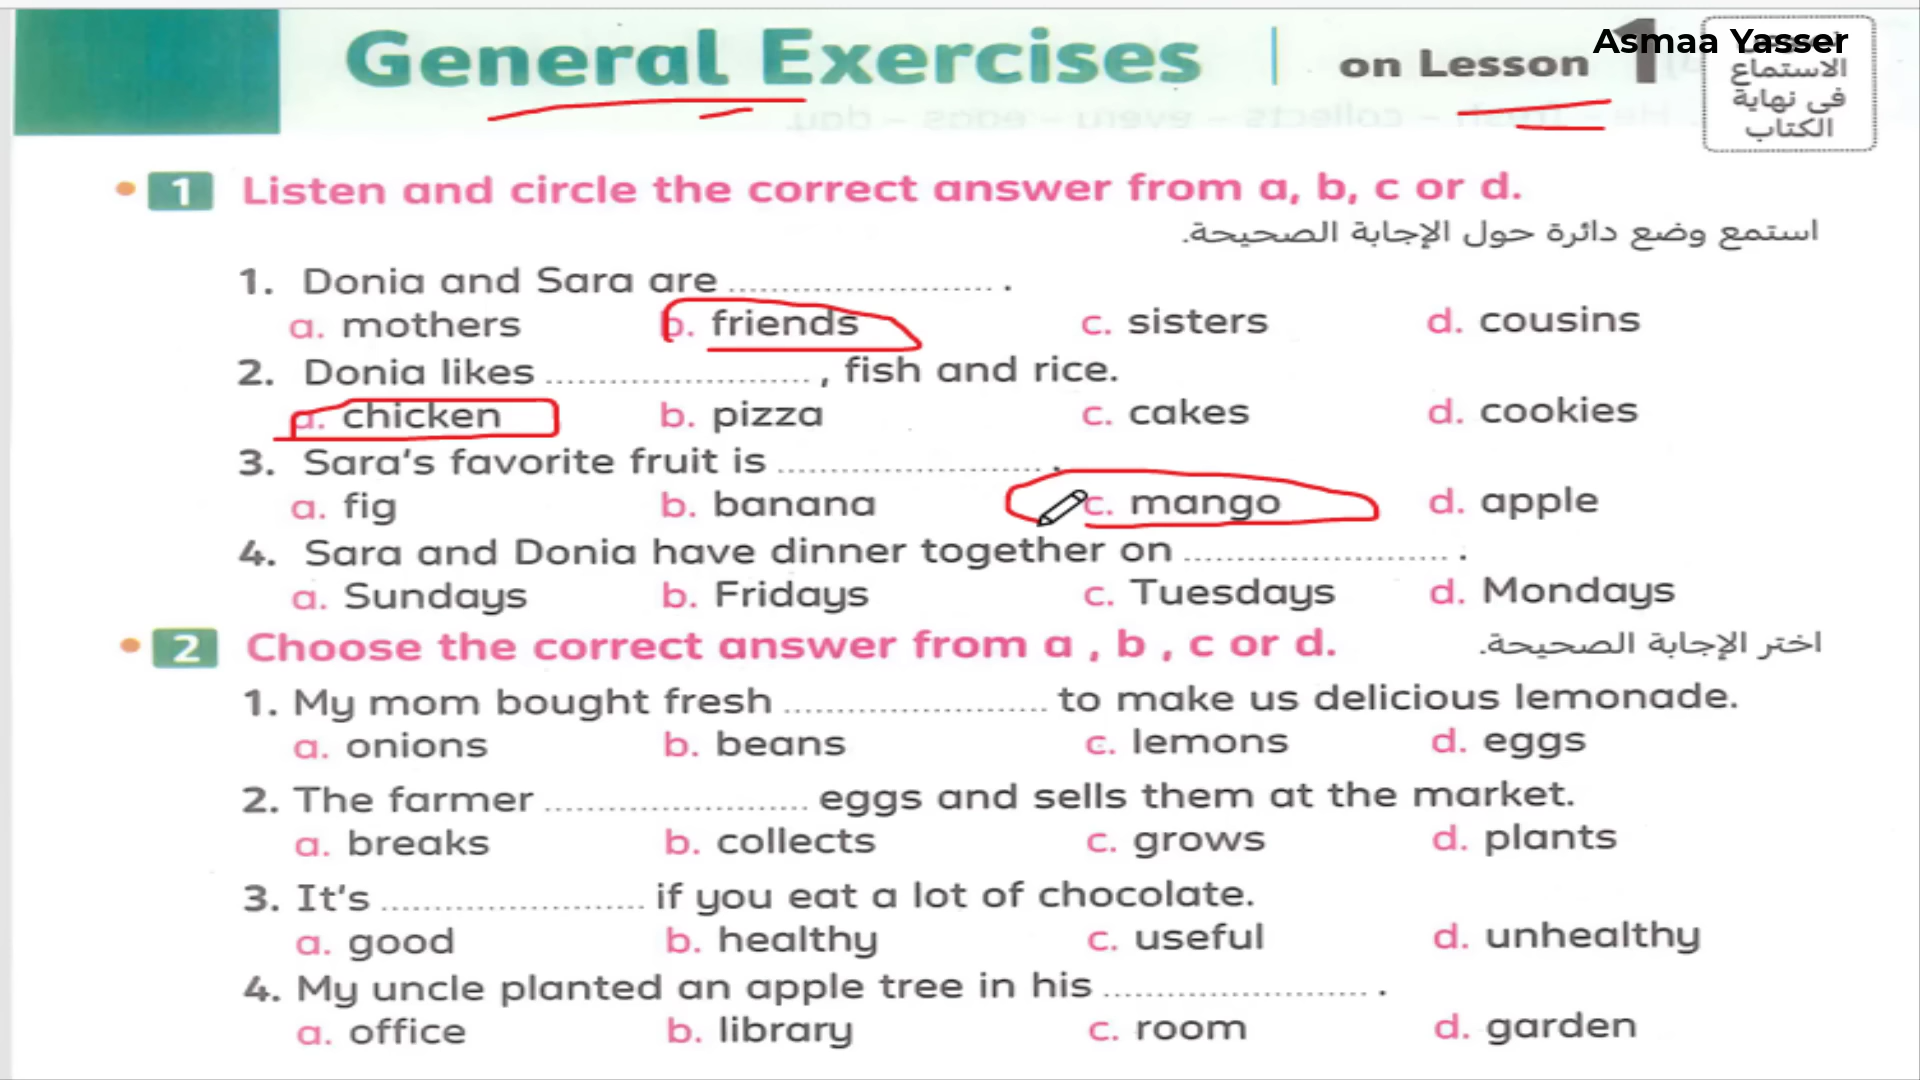 General Exercises | on Lesson 1
Asmaa Yasser
الاستماع
فى نهاية
الكتاب
1 Listen and circle the correct answer from a, b, c or d.
استمع وضع دائرة حول الإجابة الصحيحة.
1. Donia and Sara are ........................ .
a. mothers b. friends c. sisters d. cousins
2. Donia likes ........................ , fish and rice.
a. chicken b. pizza c. cakes d. cookies
3. Sara's favorite fruit is ........................ .
a. fig b. banana c. mango d. apple
4. Sara and Donia have dinner together on ........................ .
a. Sundays b. Fridays c. Tuesdays d. Mondays
2 Choose the correct answer from a , b , c or d.
اختر الإجابة الصحيحة.
1. My mom bought fresh ........................ to make us delicious lemonade.
a. onions b. beans c. lemons d. eggs
2. The farmer ........................ eggs and sells them at the market.
a. breaks b. collects c. grows d. plants
3. It's ........................ if you eat a lot of chocolate.
a. good b. healthy c. useful d. unhealthy
4. My uncle planted an apple tree in his ........................ .
a. office b. library c. room d. garden